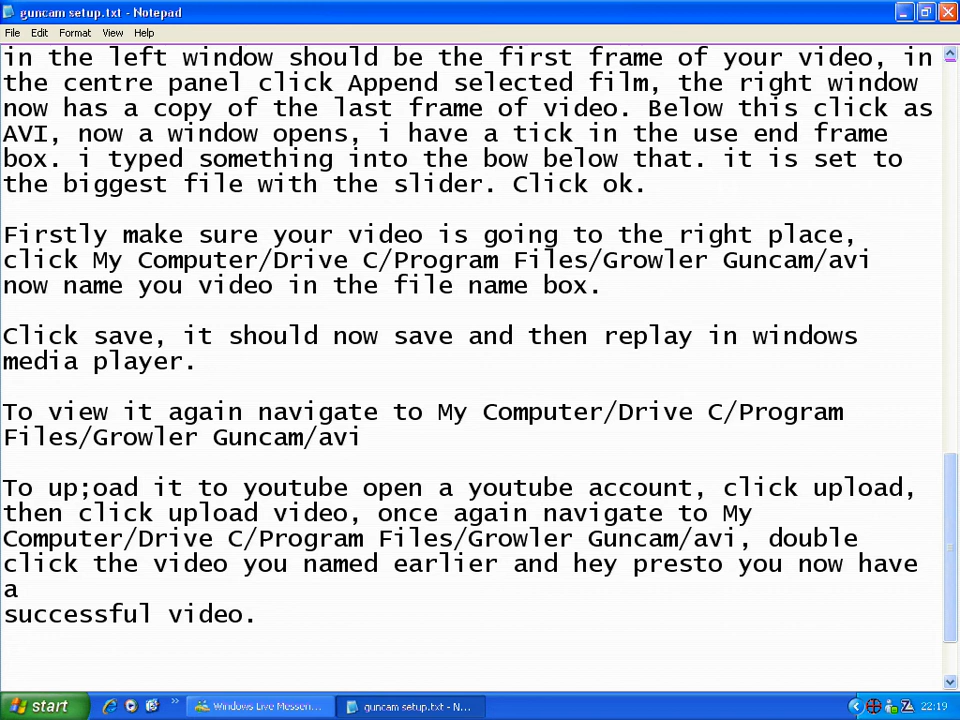 guncam setup.txt - Notepad
File Edit Format View Help
in the left window should be the first frame of your video, in
the centre panel click Append selected film, the right window
now has a copy of the last frame of video. Below this click as
AVI, now a window opens, i have a tick in the use end frame
box. i typed something into the bow below that. it is set to
the biggest file with the slider. Click ok.
Firstly make sure your video is going to the right place,
click My Computer/Drive C/Program Files/Growler Guncam/avi
now name you video in the file name box.
Click save, it should now save and then replay in windows
media player.
To view it again navigate to My Computer/Drive C/Program
Files/Growler Guncam/avi
To up;oad it to youtube open a youtube account, click upload,
then click upload video, once again navigate to My
Computer/Drive C/Program Files/Growler Guncam/avi, double
click the video you named earlier and hey presto you now have
a
successful video.
start Windows Live Messen... guncam setup.txt - N... 22:19